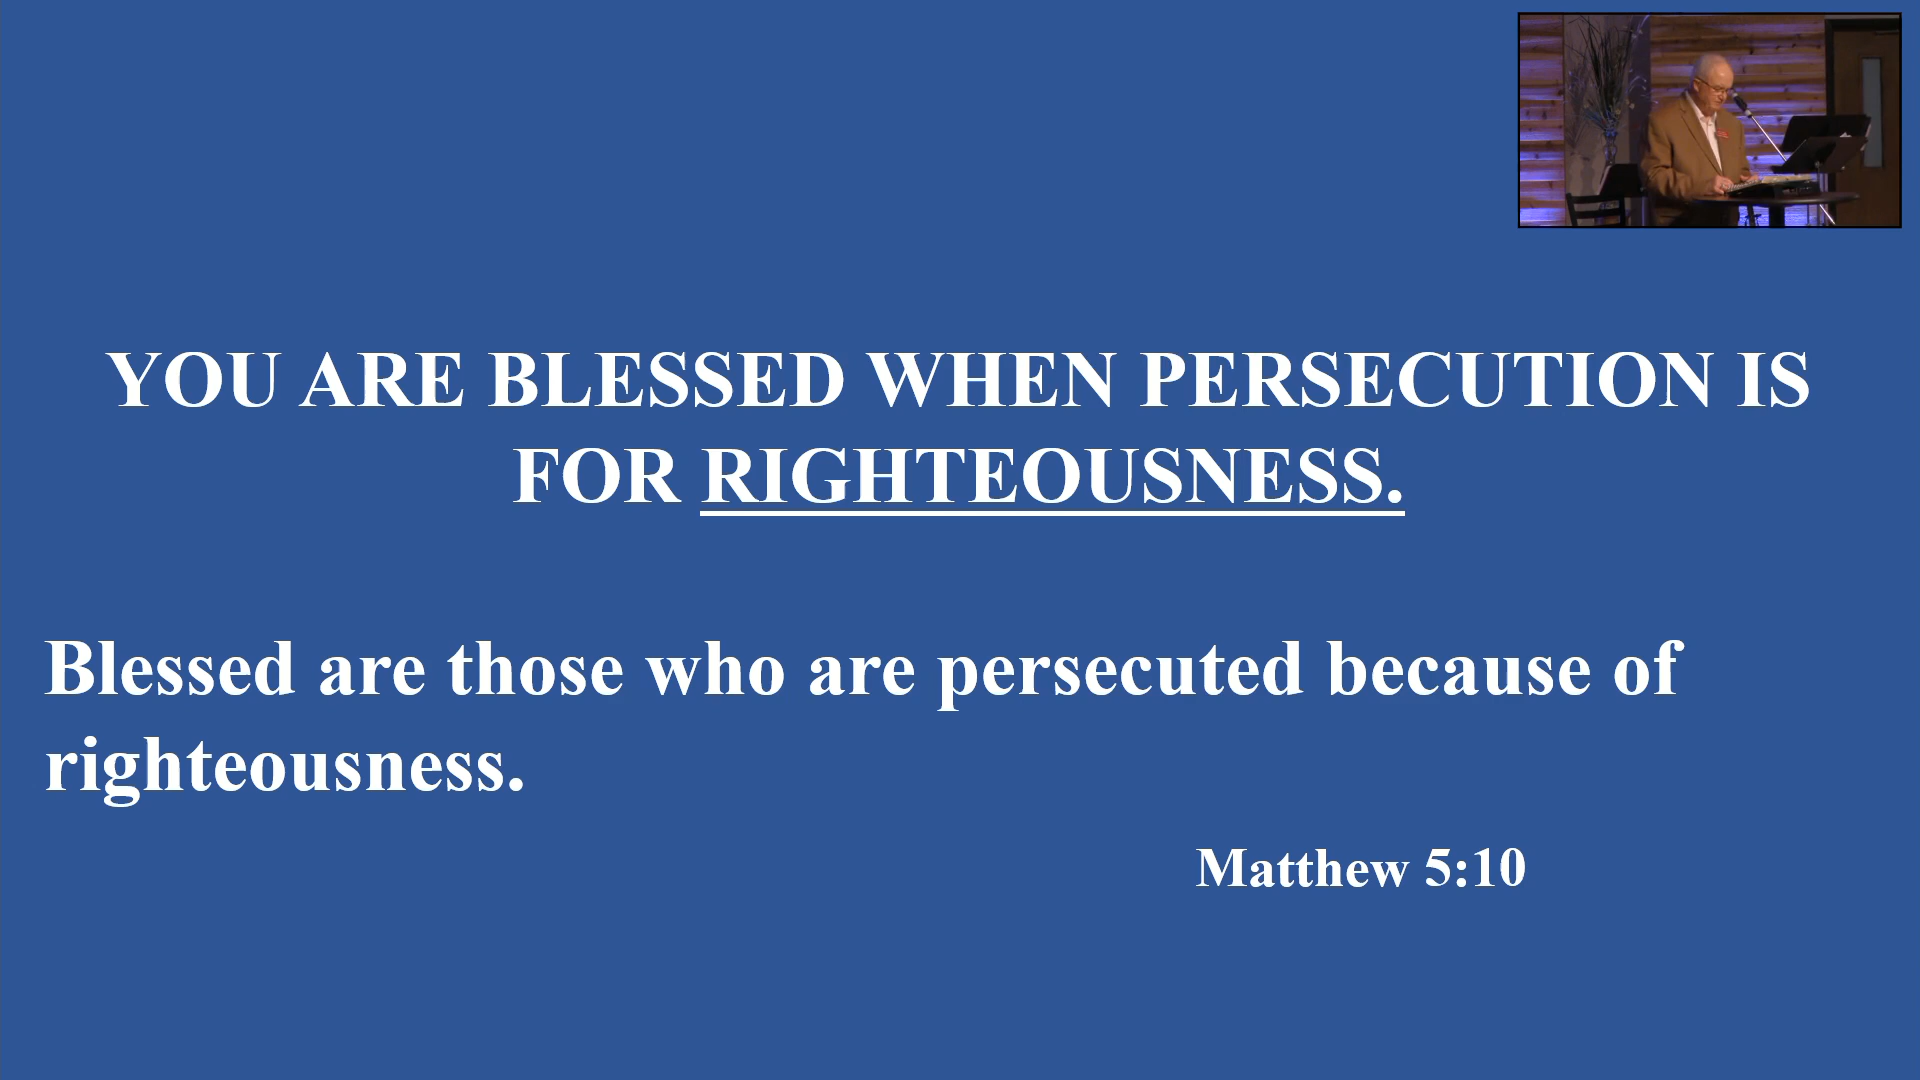 YOU ARE BLESSED WHEN PERSECUTION IS
FOR RIGHTEOUSNESS.
Blessed are those who are persecuted because of
righteousness.
Matthew 5:10